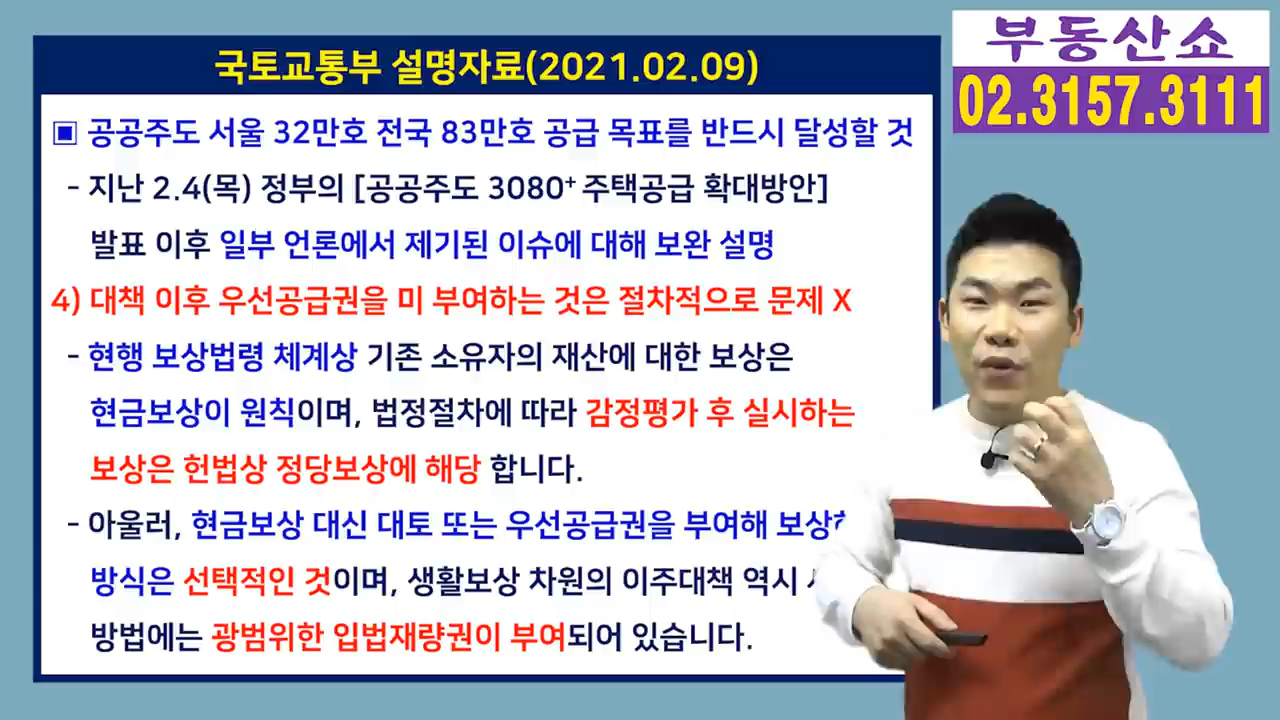 국토교통부 설명자료(2021.02.09)
부동산쇼
02.3157.3111
▣ 공공주도 서울 32만호 전국 83만호 공급 목표를 반드시 달성할 것
- 지난 2.4(목) 정부의 [공공주도 3080⁺ 주택공급 확대방안]
발표 이후 일부 언론에서 제기된 이슈에 대해 보완 설명
4) 대책 이후 우선공급권을 미 부여하는 것은 절차적으로 문제 X
- 현행 보상법령 체계상 기존 소유자의 재산에 대한 보상은
현금보상이 원칙이며, 법정절차에 따라 감정평가 후 실시하는
보상은 헌법상 정당보상에 해당 합니다.
- 아울러, 현금보상 대신 대토 또는 우선공급권을 부여해
방식은 선택적인 것이며, 생활보상 차원의 이주대책 역시
방법에는 광범위한 입법재량권이 부여되어 있습니다.